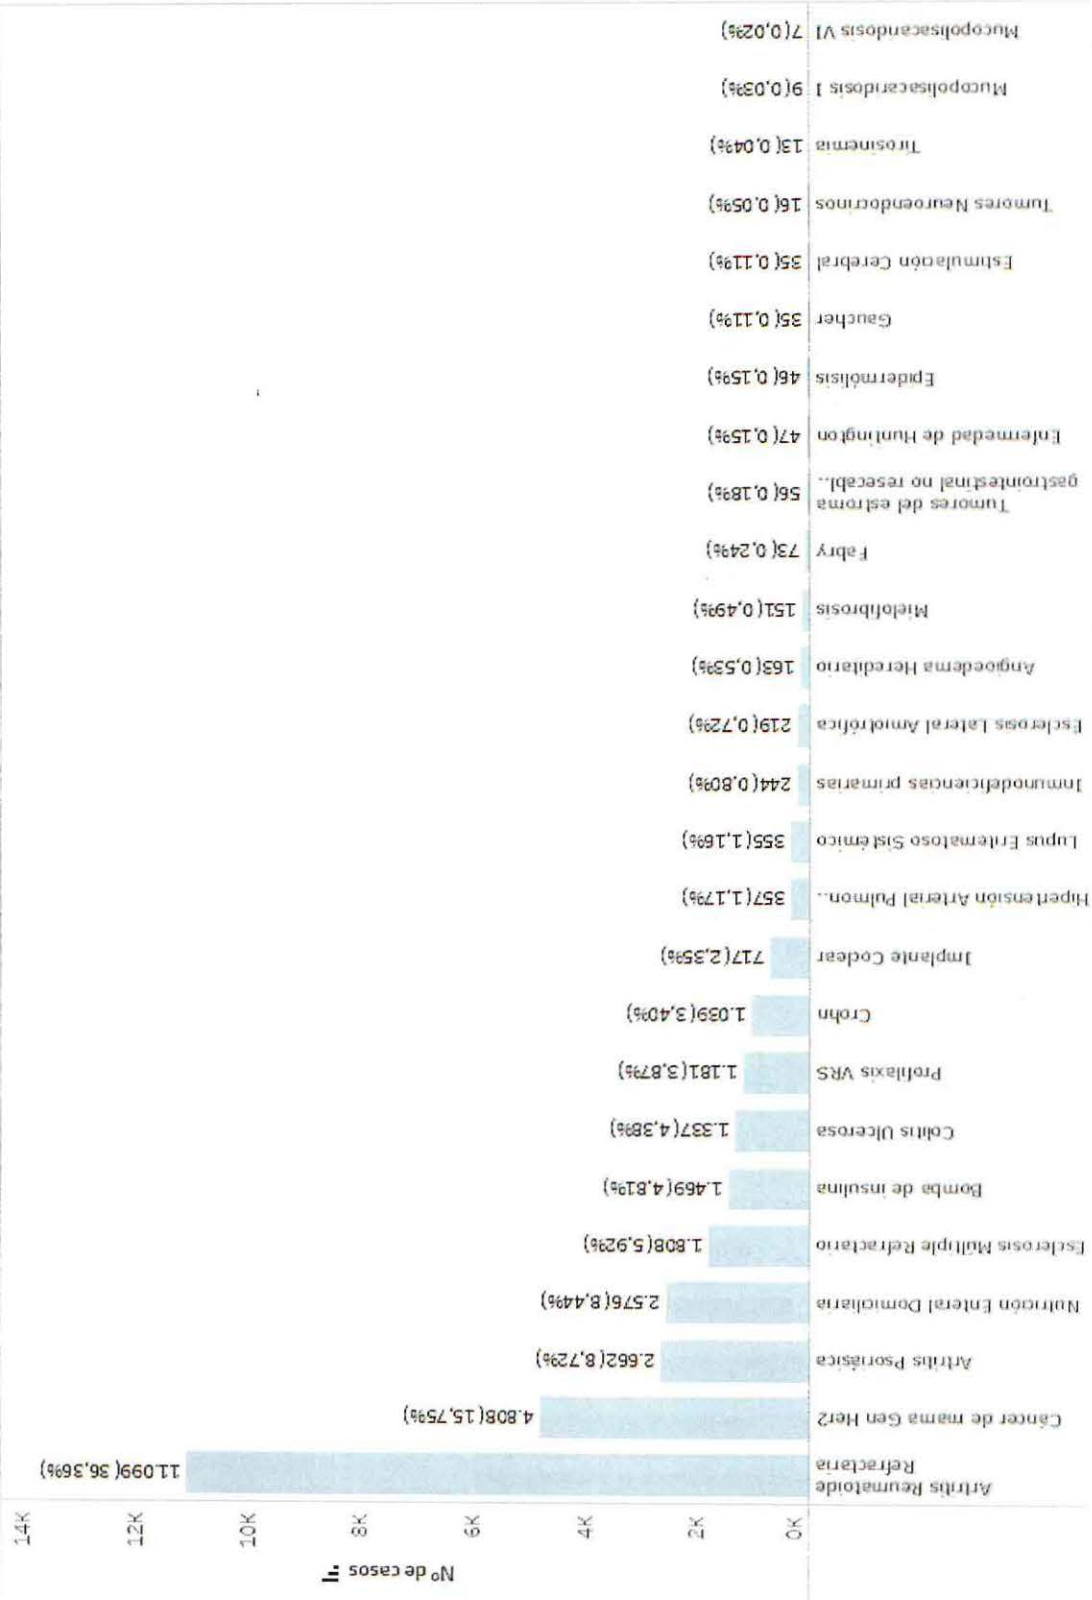 Nº de casos
0K
2K
4K
6K
8K
10K
12K
14K
Artritis Reumatoide
Refractaria
11.099( 36,36%)
Cáncer de mama Gen Her2
4.808( 15,75%)
Artritis Psoriásica
2.662( 8,72%)
Nutrición Enteral Domiciliaria
2.576( 8,44%)
Esclerosis Múltiple Refractario
1.808( 5,92%)
Bomba de insulina
1.469( 4,81%)
Colitis Ulcerosa
1.337( 4,38%)
Profilaxis VRS
1.181( 3,87%)
Crohn
1.039( 3,40%)
Implante Coclear
717( 2,35%)
Hipertensión Arterial Pulmon..
357( 1,17%)
Lupus Eritematoso Sistémico
355( 1,16%)
Inmunodeficiencias primarias
244( 0,80%)
Esclerosis Lateral Amiotrófica
219( 0,72%)
Angioedema Hereditario
163( 0,53%)
Mielofibrosis
151( 0,49%)
Fabry
73( 0,24%)
Tumores del estroma
gastrointestinal no resecabl..
56( 0,18%)
Enfermedad de Huntington
47( 0,15%)
Epidermólisis
46( 0,15%)
Gaucher
35( 0,11%)
Estimulación Cerebral
35( 0,11%)
Tumores Neuroendocrinos
16( 0,05%)
Tirosinemia
13( 0,04%)
Mucopolisacaridosis I
9( 0,03%)
Mucopolisacaridosis VI
7( 0,02%)